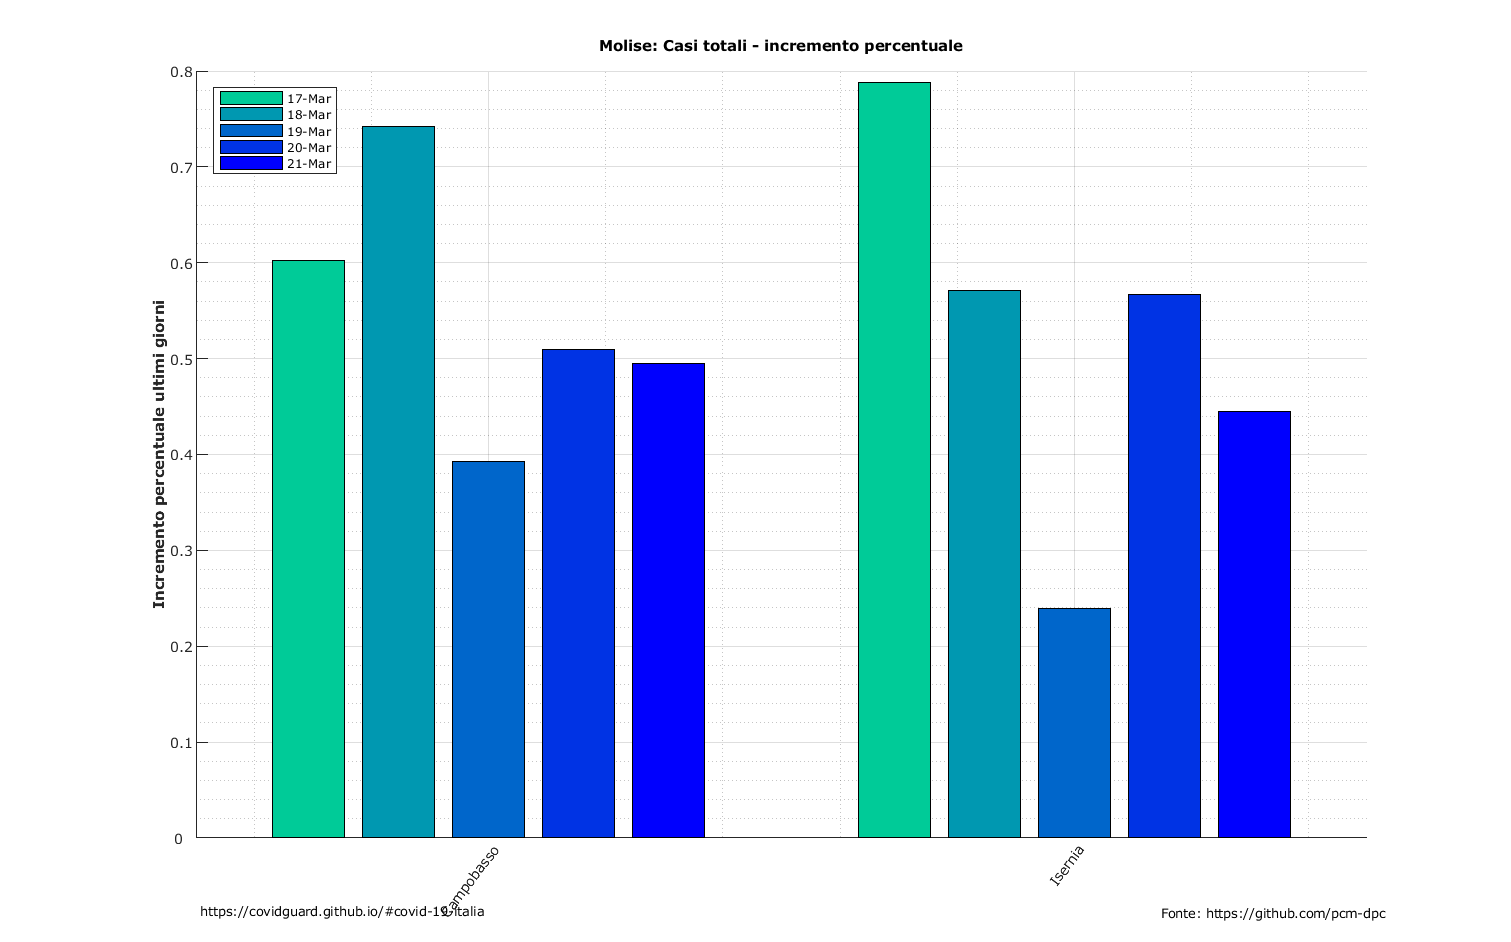 Molise: Casi totali - incremento percentuale
0.8
0.7
0.6
0.5
0.4
0.3
0.2
0.1
0
Incremento percentuale ultimi giorni
17-Mar
18-Mar
19-Mar
20-Mar
21-Mar
Campobasso
Isernia
https://covidguard.github.io/#covid-19-italia
Fonte: https://github.com/pcm-dpc